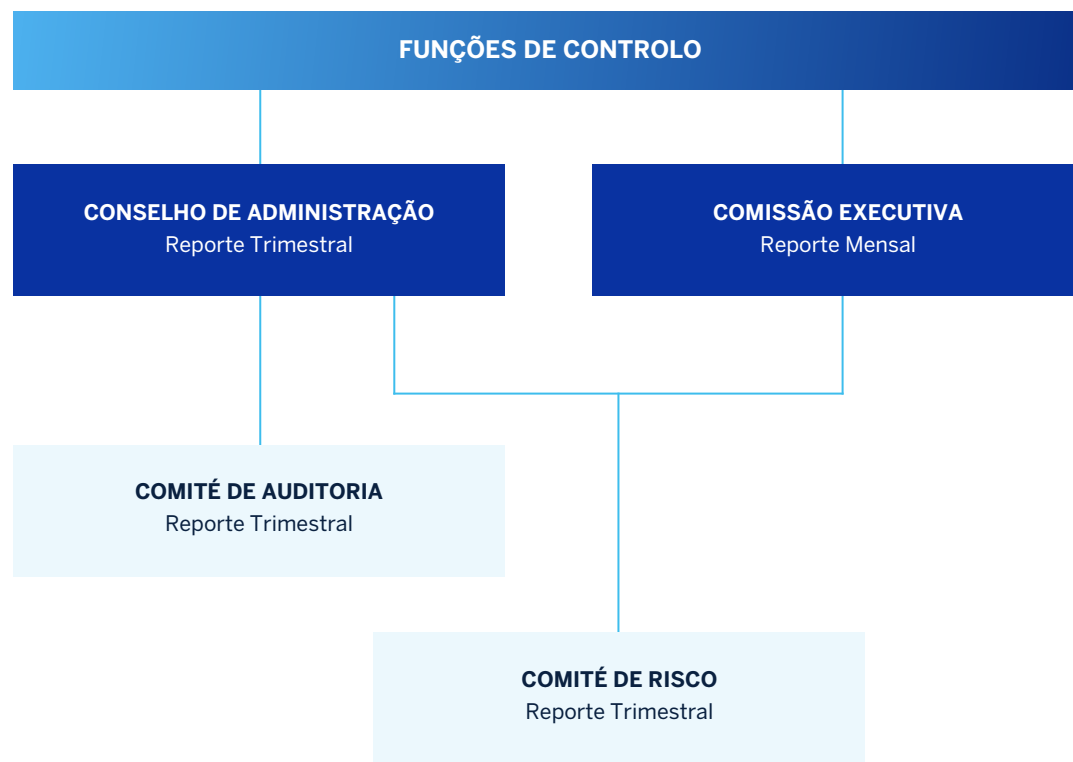 FUNÇÕES DE CONTROLO
CONSELHO DE ADMINISTRAÇÃO
Reporte Trimestral
COMISSÃO EXECUTIVA
Reporte Mensal
COMITÉ DE AUDITORIA
Reporte Trimestral
COMITÉ DE RISCO
Reporte Trimestral